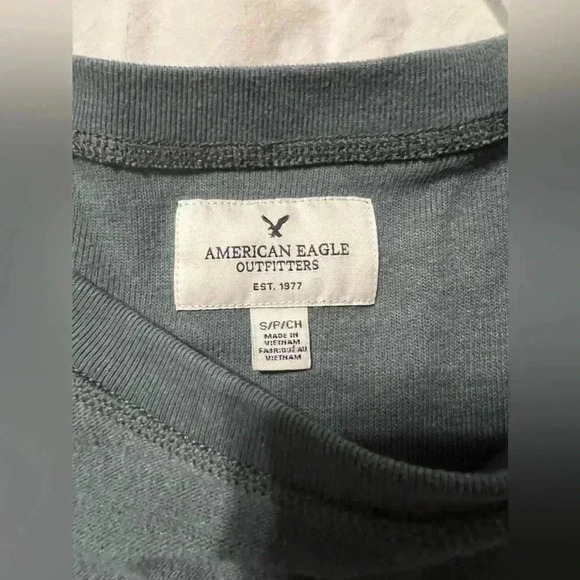 AMERICAN EAGLE
OUTFITTERS
EST. 1977
S/P/CH
MADE IN
VIETNAM
FABRIQUÉ AU
VIETNAM